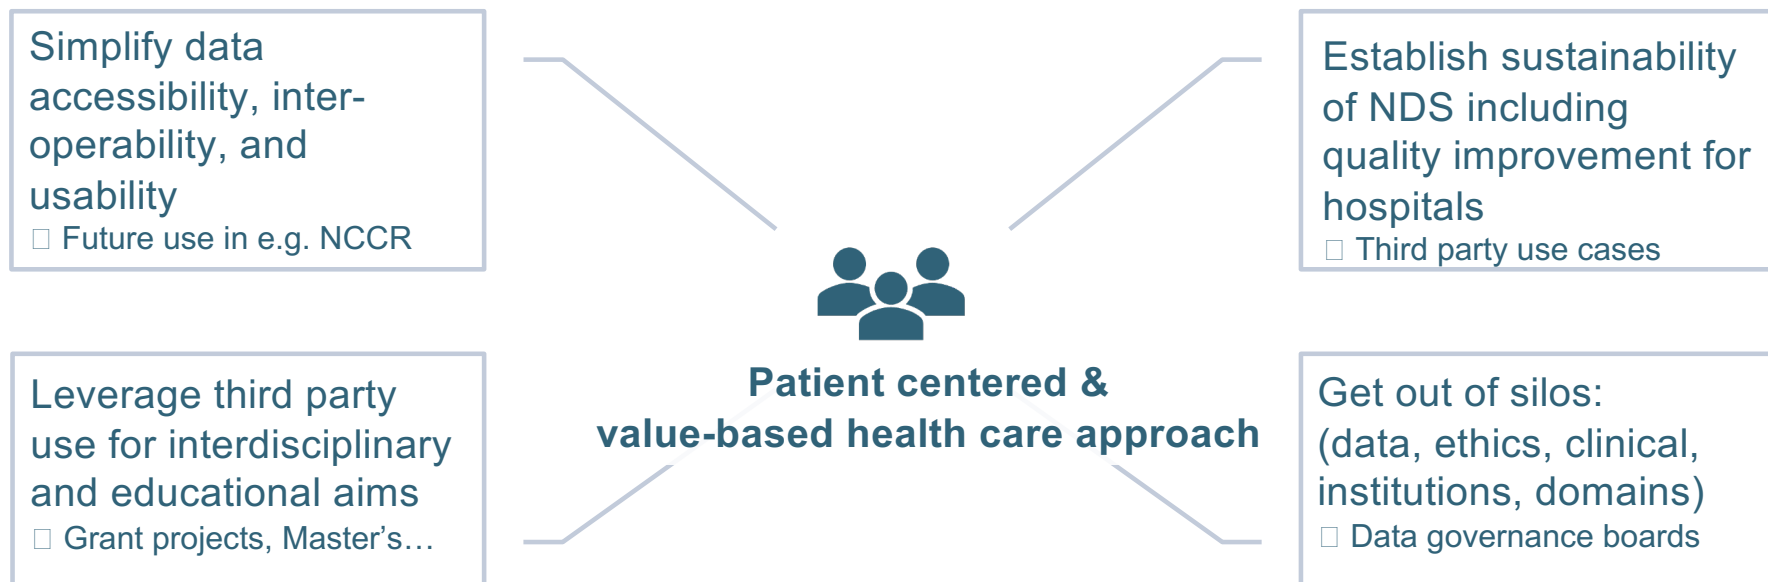 Simplify data
accessibility, inter-
operability, and
usability
□ Future use in e.g. NCCR
Establish sustainability
of NDS including
quality improvement for
hospitals
□ Third party use cases
Patient centered &
value-based health care approach
Leverage third party
use for interdisciplinary
and educational aims
□ Grant projects, Master’s…
Get out of silos:
(data, ethics, clinical,
institutions, domains)
□ Data governance boards